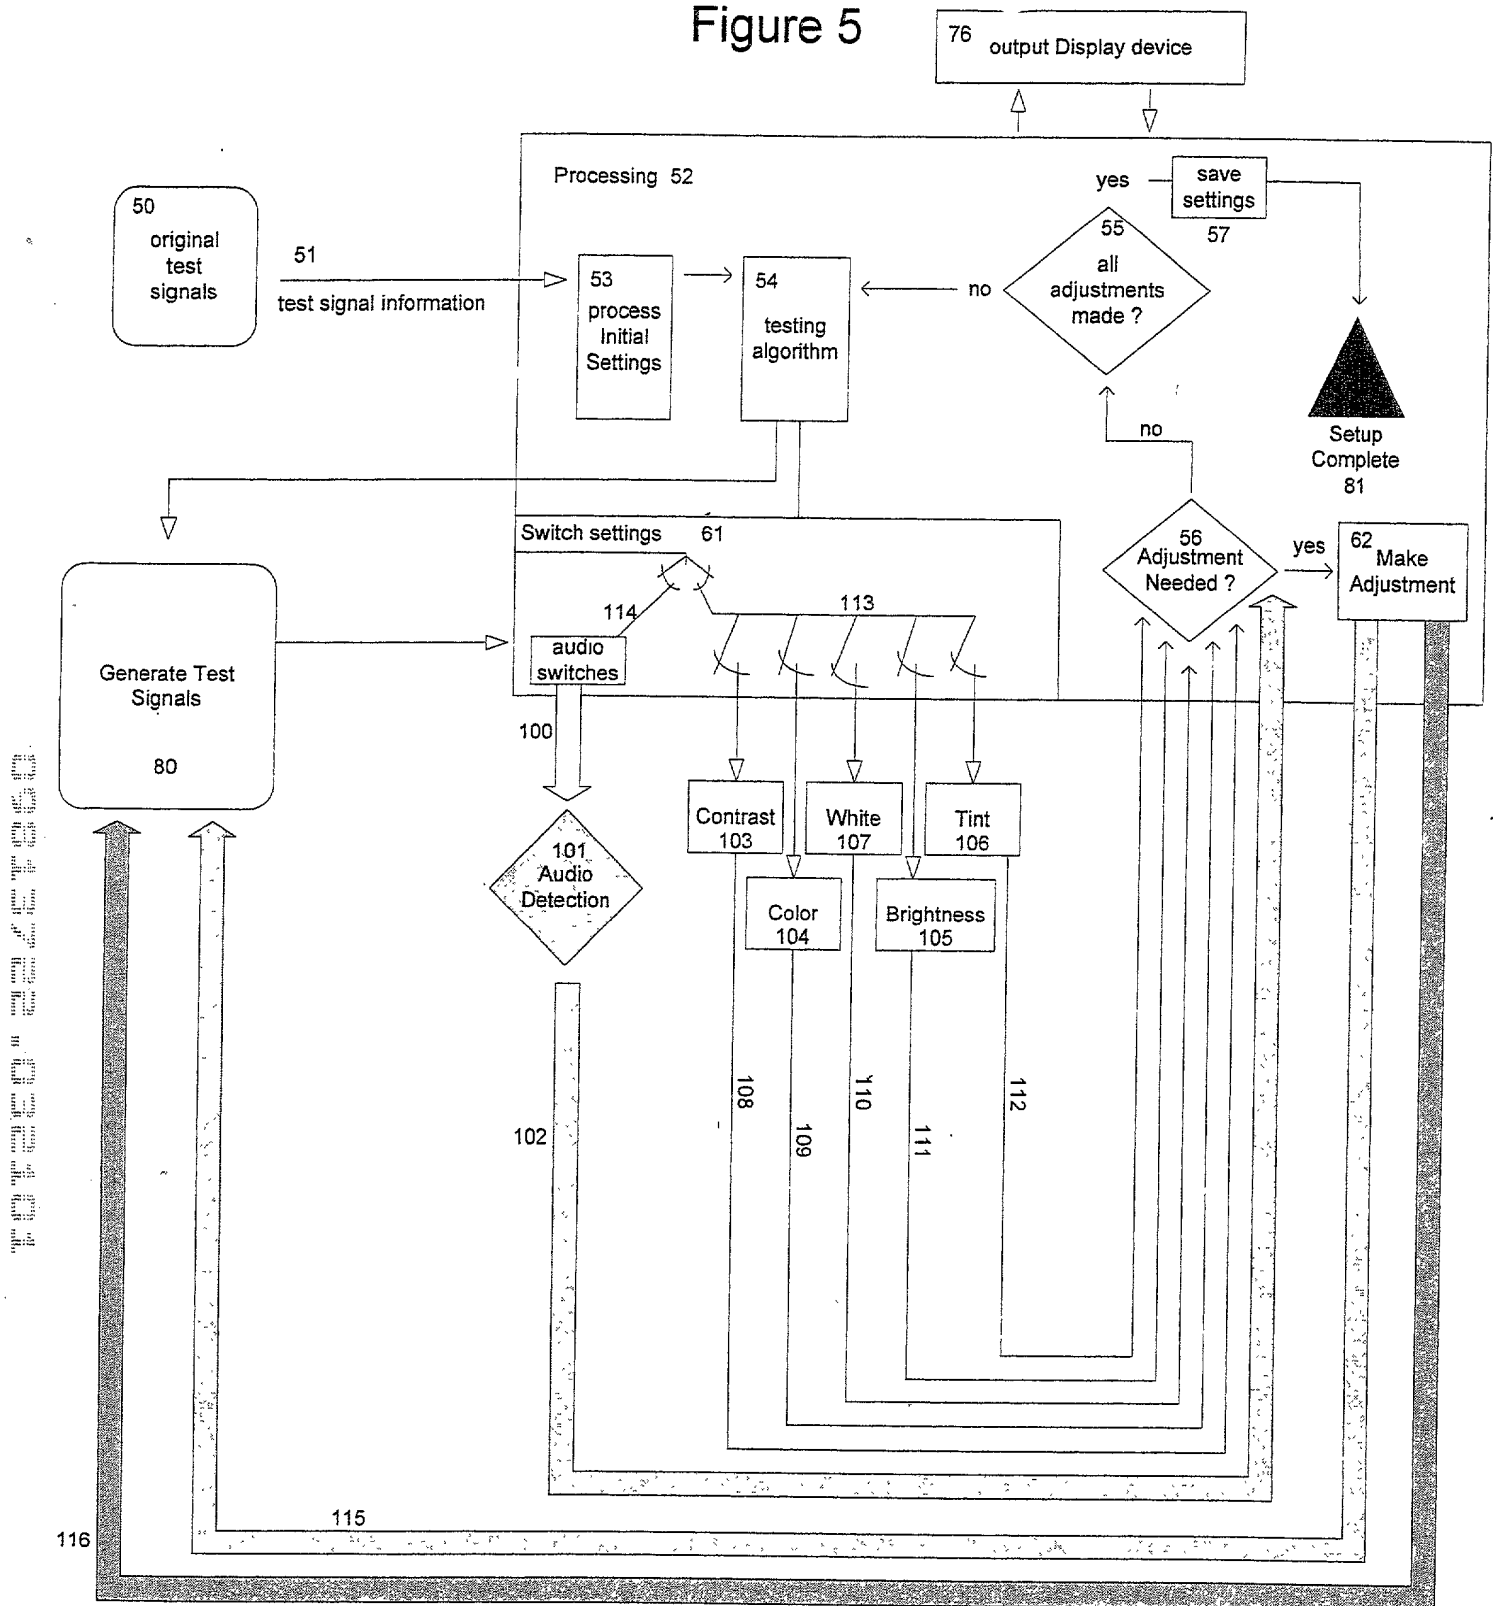 Figure 5
76
output Display device
Processing 52
yes
save
settings
57
50
original
test
signals
51
test signal information
53
process
Initial
Settings
54
testing
algorithm
no
55
all
adjustments
made ?
no
Setup
Complete
81
Switch settings 61
114
113
audio
switches
56
Adjustment
Needed ?
yes
62
Make
Adjustment
Generate Test
Signals
80
100
101
Audio
Detection
Contrast
103
White
107
Tint
106
Color
104
Brightness
105
102
108
109
110
111
112
115
116